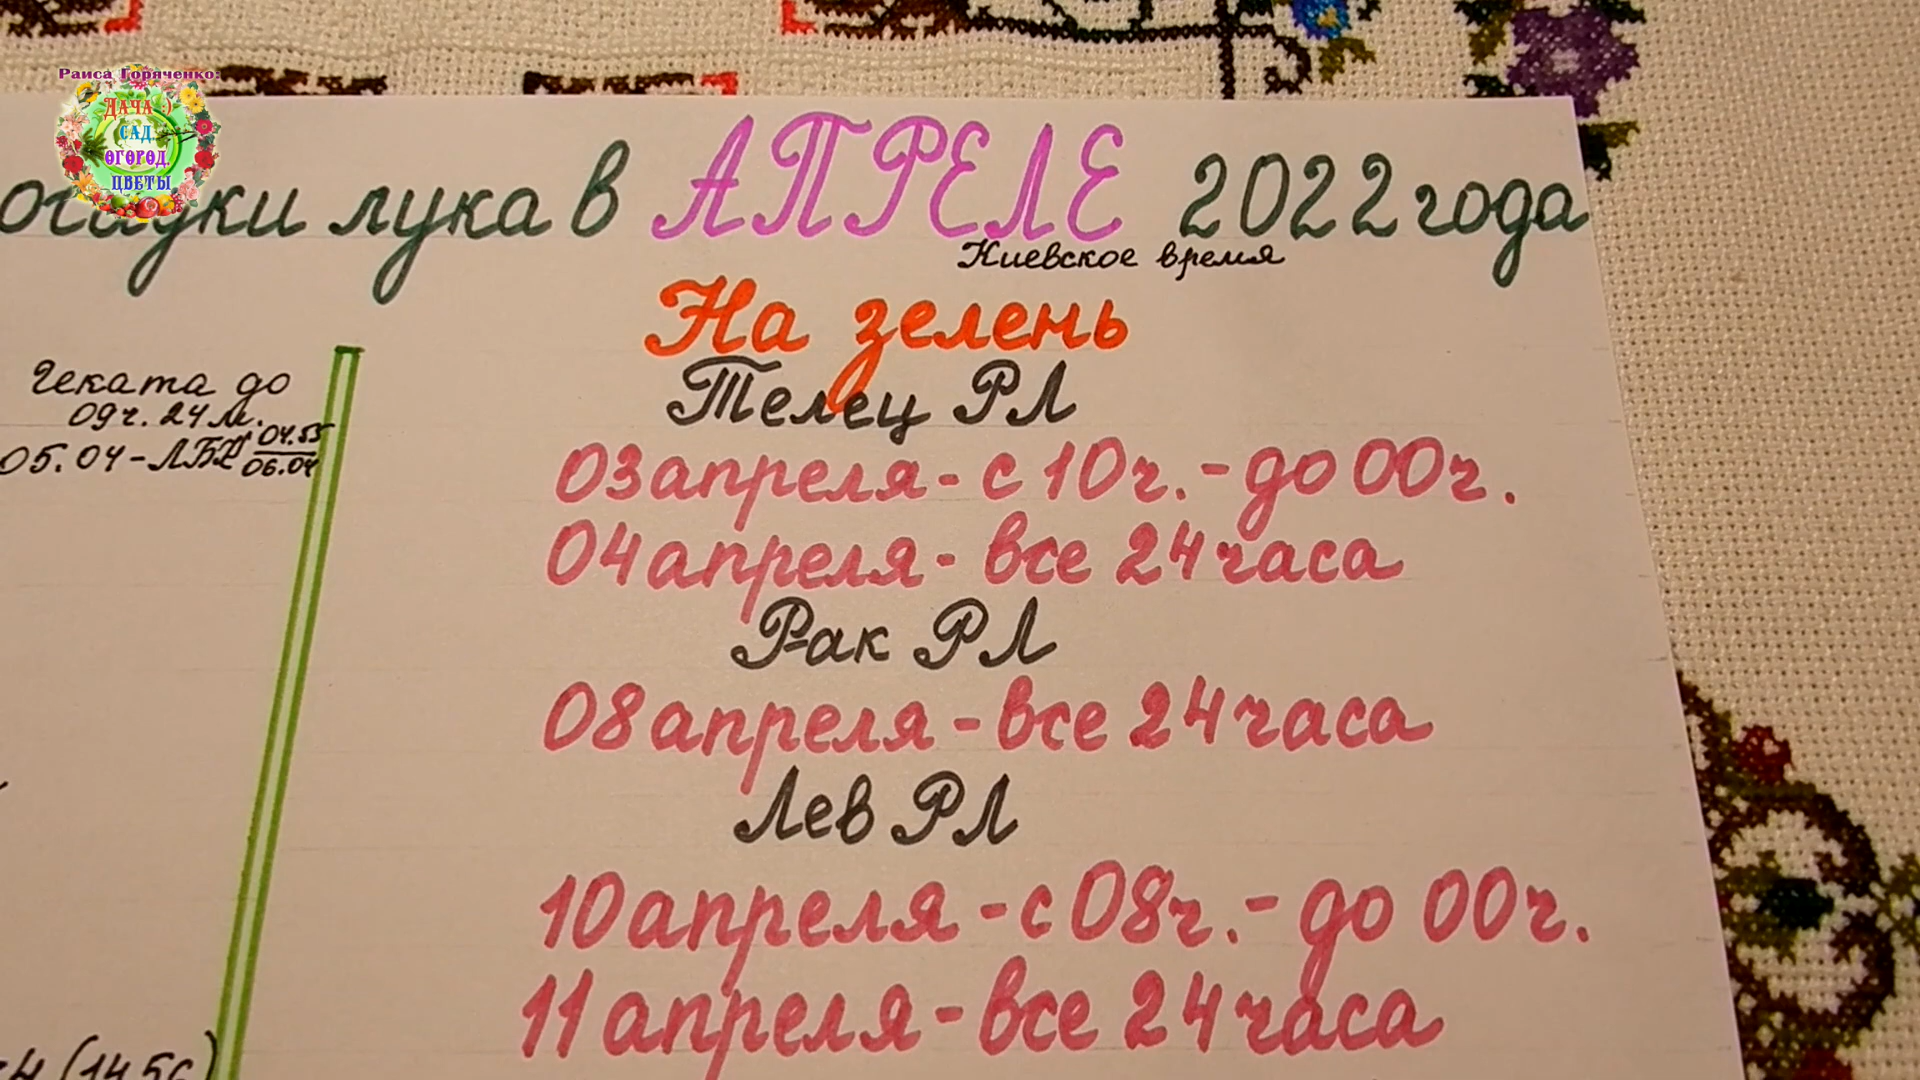 Раиса Горяченко:
ДАЧА :)
САД,
ОГОРОД,
ЦВЕТЫ
лука в АПРЕЛЕ 2022 года
Киевское время
На зелень
Геката до
09ч. 24м.
05.04-ЛБФ 04.55
06.04
Телец РЛ
03 апреля - с 10ч. - до 00ч.
04 апреля - все 24 часа
Рак РЛ
08 апреля - все 24 часа
Лев РЛ
10 апреля - с 08ч. - до 00ч.
11 апреля - все 24 часа